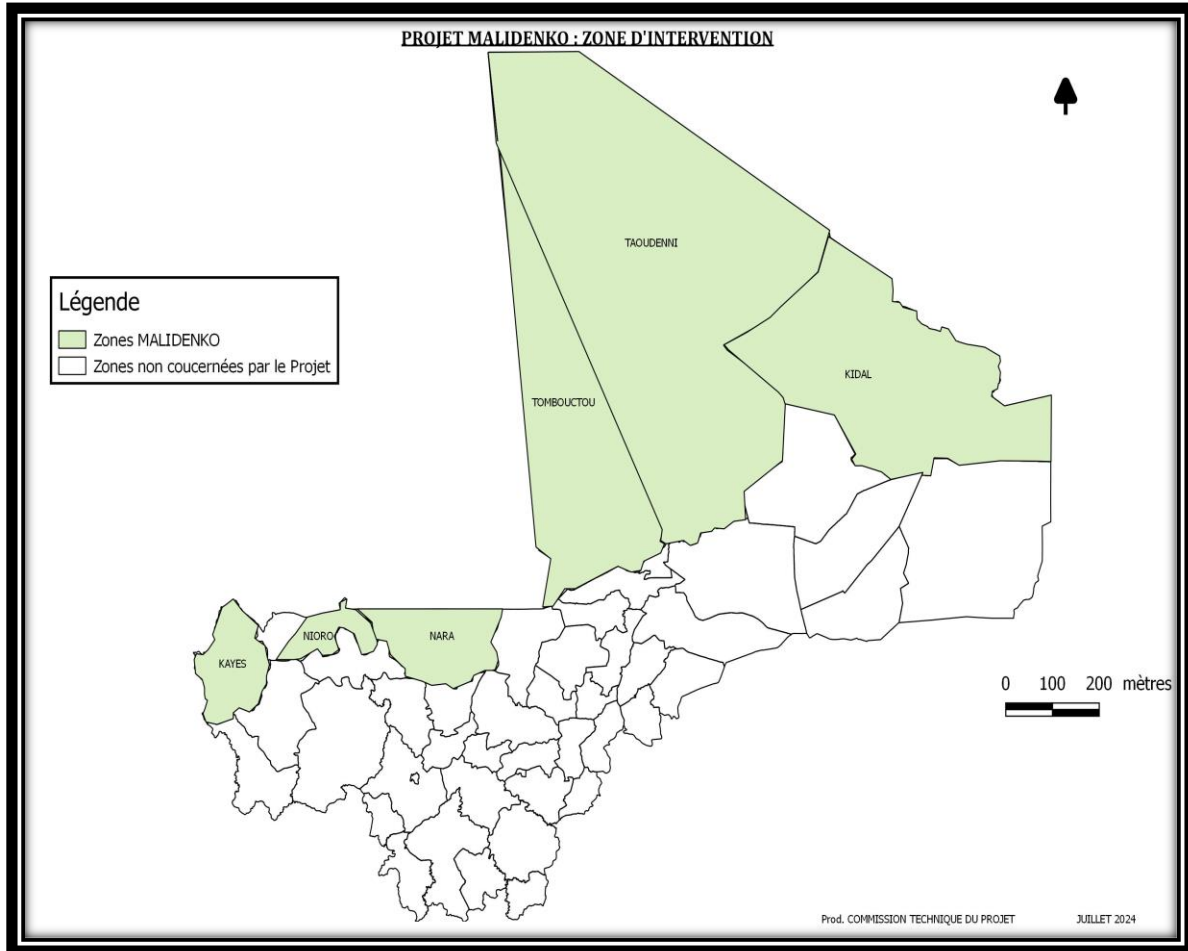 PROJET MALIDENKO : ZONE D'INTERVENTION
TAOUDENNI
Légende
Zones MALIDENKO
Zones non coucernées par le Projet
KIDAL
TOMBOUCTOU
NIORO
NARA
KAYES
0 100 200 mètres
Prod. COMMISSION TECHNIQUE DU PROJET JUILLET 2024